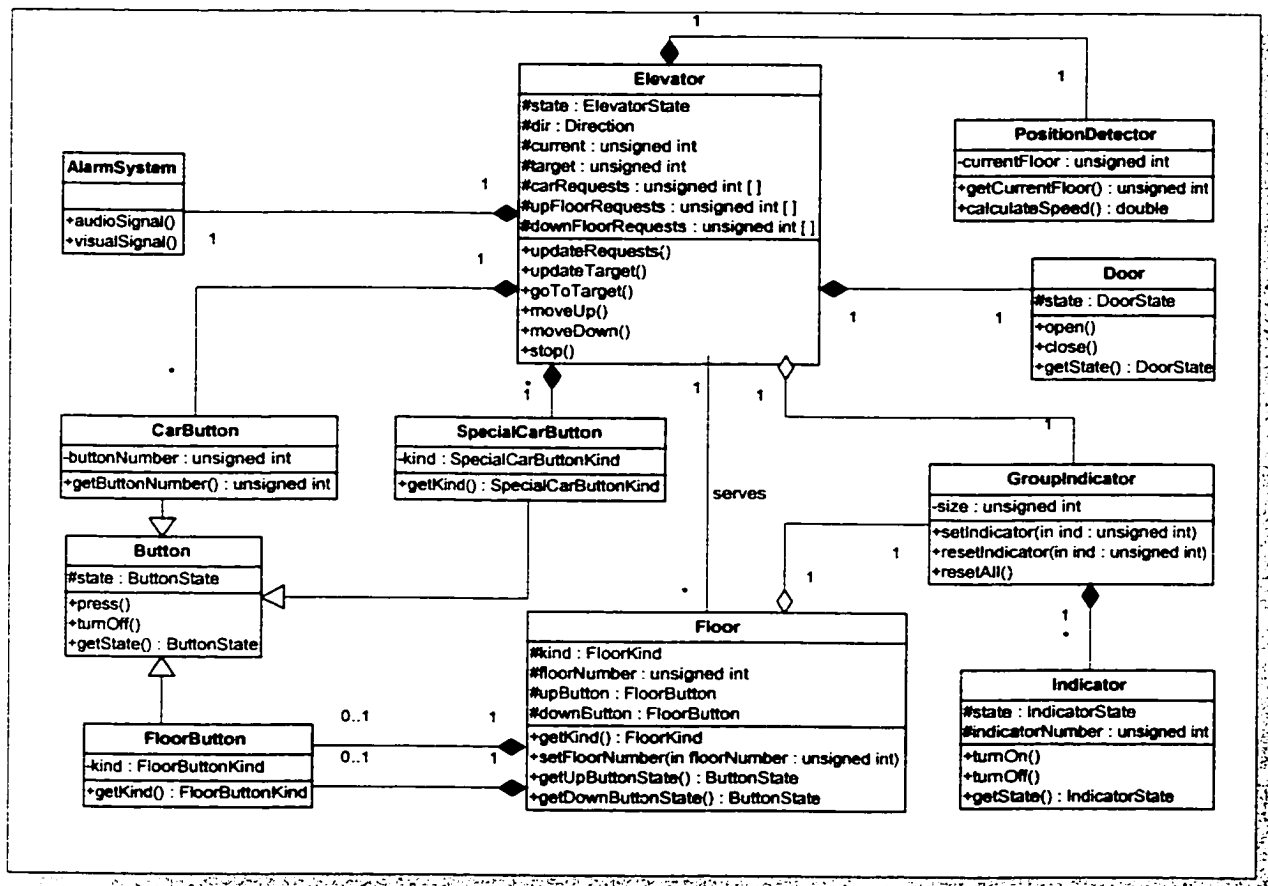 1
Elevator
#state : ElevatorState
#dir : Direction
#current : unsigned int
#target : unsigned int
#carRequests : unsigned int [ ]
#upFloorRequests : unsigned int [ ]
#downFloorRequests : unsigned int [ ]
+updateRequests()
+updateTarget()
+goToTarget()
+moveUp()
+moveDown()
+stop()
1
PositionDetector
-currentFloor : unsigned int
+getCurrentFloor() : unsigned int
+calculateSpeed() : double
AlarmSystem
+audioSignal()
+visualSignal()
1
1
1
*
Door
#state : DoorState
+open()
+close()
+getState() : DoorState
1
1
CarButton
-buttonNumber : unsigned int
+getButtonNumber() : unsigned int
*
1
SpecialCarButton
-kind : SpecialCarButtonKind
+getKind() : SpecialCarButtonKind
1
serves
*
1
1
GroupIndicator
-size : unsigned int
+setIndicator(in ind : unsigned int)
+resetIndicator(in ind : unsigned int)
+resetAll()
1
1
Button
#state : ButtonState
+press()
+turnOff()
+getState() : ButtonState
Floor
#kind : FloorKind
#floorNumber : unsigned int
#upButton : FloorButton
#downButton : FloorButton
+getKind() : FloorKind
+setFloorNumber(in floorNumber : unsigned int)
+getUpButtonState() : ButtonState
+getDownButtonState() : ButtonState
1
*
Indicator
#state : IndicatorState
#indicatorNumber : unsigned int
+turnOn()
+turnOff()
+getState() : IndicatorState
0..1 1
0..1 1
FloorButton
-kind : FloorButtonKind
+getKind() : FloorButtonKind